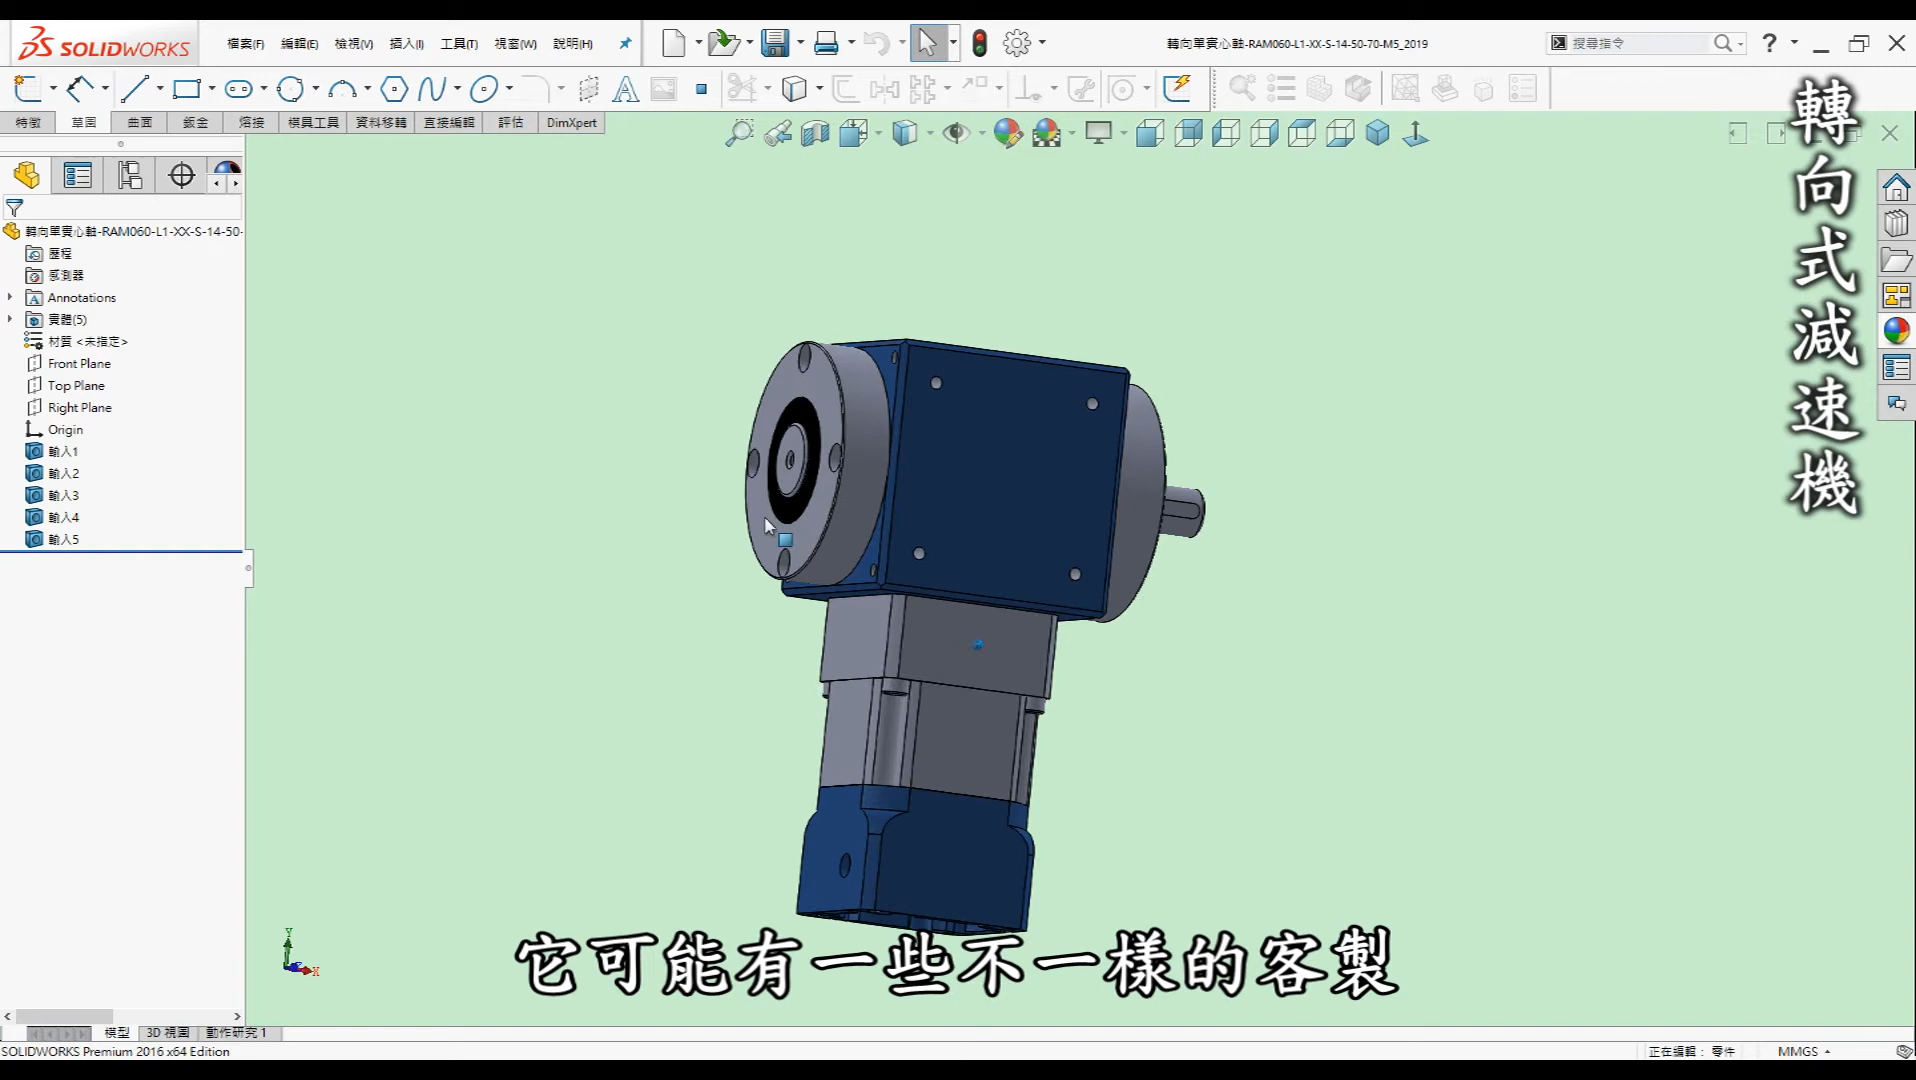 SOLIDWORKS
檔案(F)
編輯(E)
檢視(V)
插入(I)
工具(T)
視窗(W)
說明(H)
轉向單實心軸-RAM060-L1-XX-S-14-50-70-M5_2019
搜尋指令
特徵
草圖
曲面
鈑金
熔接
模具工具
資料移轉
直接編輯
評估
DimXpert
轉向單實心軸-RAM060-L1-XX-S-14-50-
歷程
感測器
Annotations
實體(5)
材質 <未指定>
Front Plane
Top Plane
Right Plane
Origin
輸入1
輸入2
輸入3
輸入4
輸入5
轉向式減速機
Y
X
它可能有一些不一樣的客製
模型
3D 視圖
動作研究 1
SOLIDWORKS Premium 2016 x64 Edition
正在編輯： 零件
MMGS